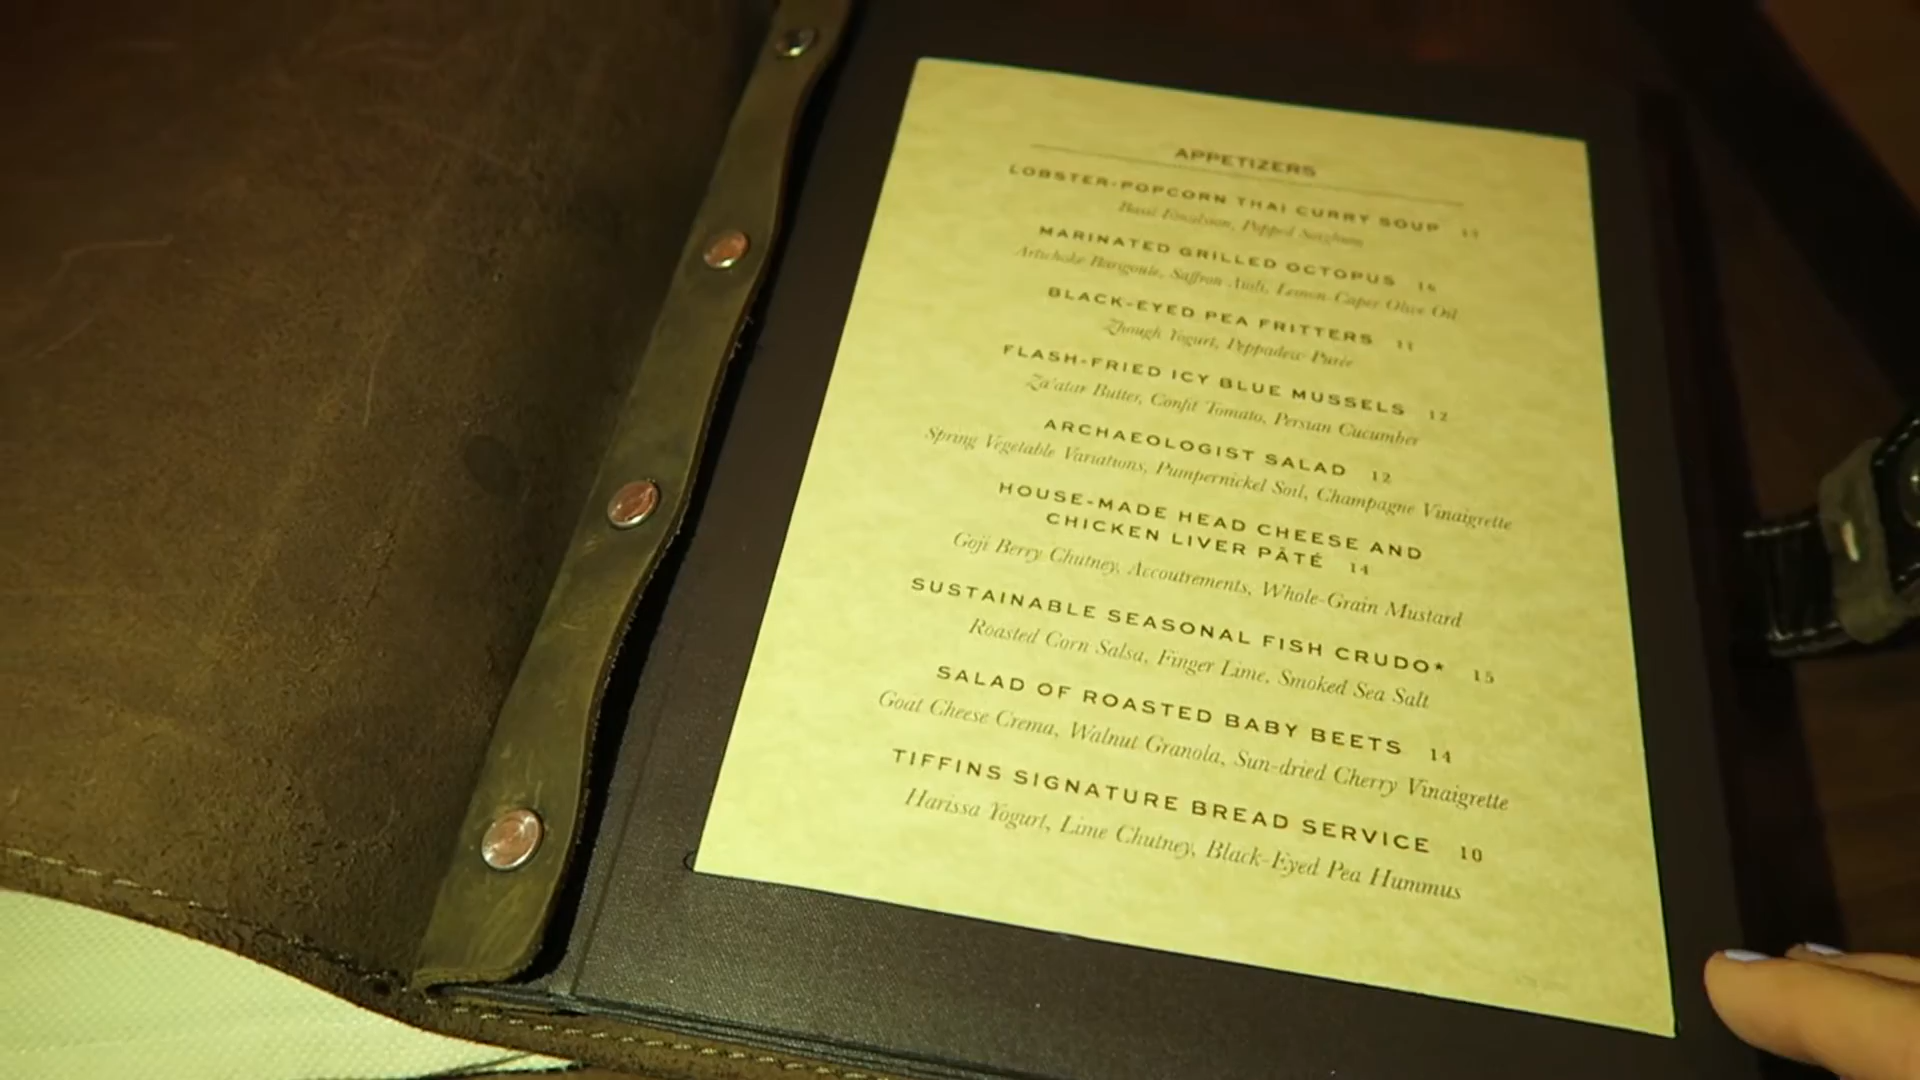 APPETIZERS
LOBSTER-POPCORN THAI CURRY SOUP
Basil Emulsion, Popped Sorghum
MARINATED GRILLED OCTOPUS 16
Artichoke Barigoule, Saffron Aioli, Lemon-Caper Olive Oil
BLACK-EYED PEA FRITTERS 11
Zhough Yogurt, Peppadew Purée
FLASH-FRIED ICY BLUE MUSSELS 12
Za'atar Butter, Confit Tomato, Persian Cucumber
ARCHAEOLOGIST SALAD 12
Spring Vegetable Variations, Pumpernickel Soil, Champagne Vinaigrette
HOUSE-MADE HEAD CHEESE AND
CHICKEN LIVER PÂTÉ 14
Goji Berry Chutney, Accoutrements, Whole-Grain Mustard
SUSTAINABLE SEASONAL FISH CRUDO* 15
Roasted Corn Salsa, Finger Lime, Smoked Sea Salt
SALAD OF ROASTED BABY BEETS 14
Goat Cheese Crema, Walnut Granola, Sun-dried Cherry Vinaigrette
TIFFINS SIGNATURE BREAD SERVICE 10
Harissa Yogurt, Lime Chutney, Black-Eyed Pea Hummus